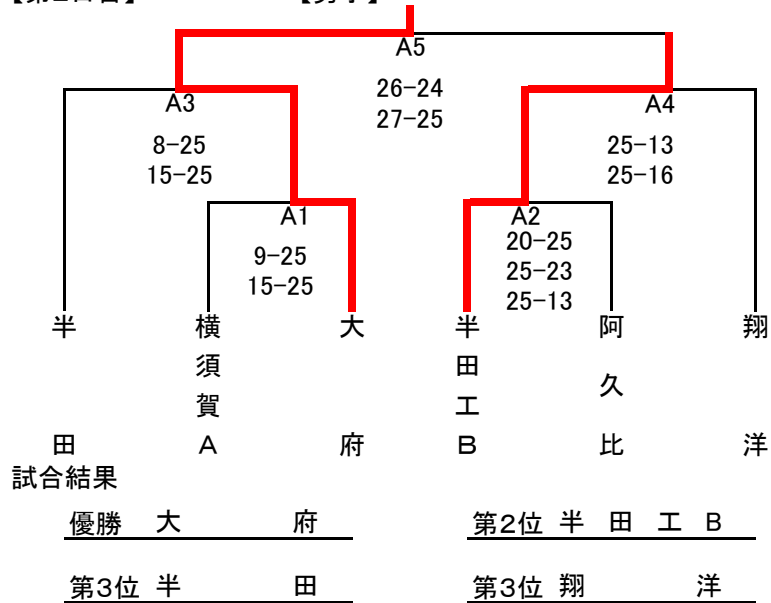 A5
26-24
27-25
A3
8-25
15-25
A4
25-13
25-16
A1
9-25
15-25
A2
20-25
25-23
25-13
半田
横須賀A
大府
半田工B
阿久比
翔洋
試合結果
優勝 大 府
第2位 半 田 工 B
第3位 半 田
第3位 翔 洋